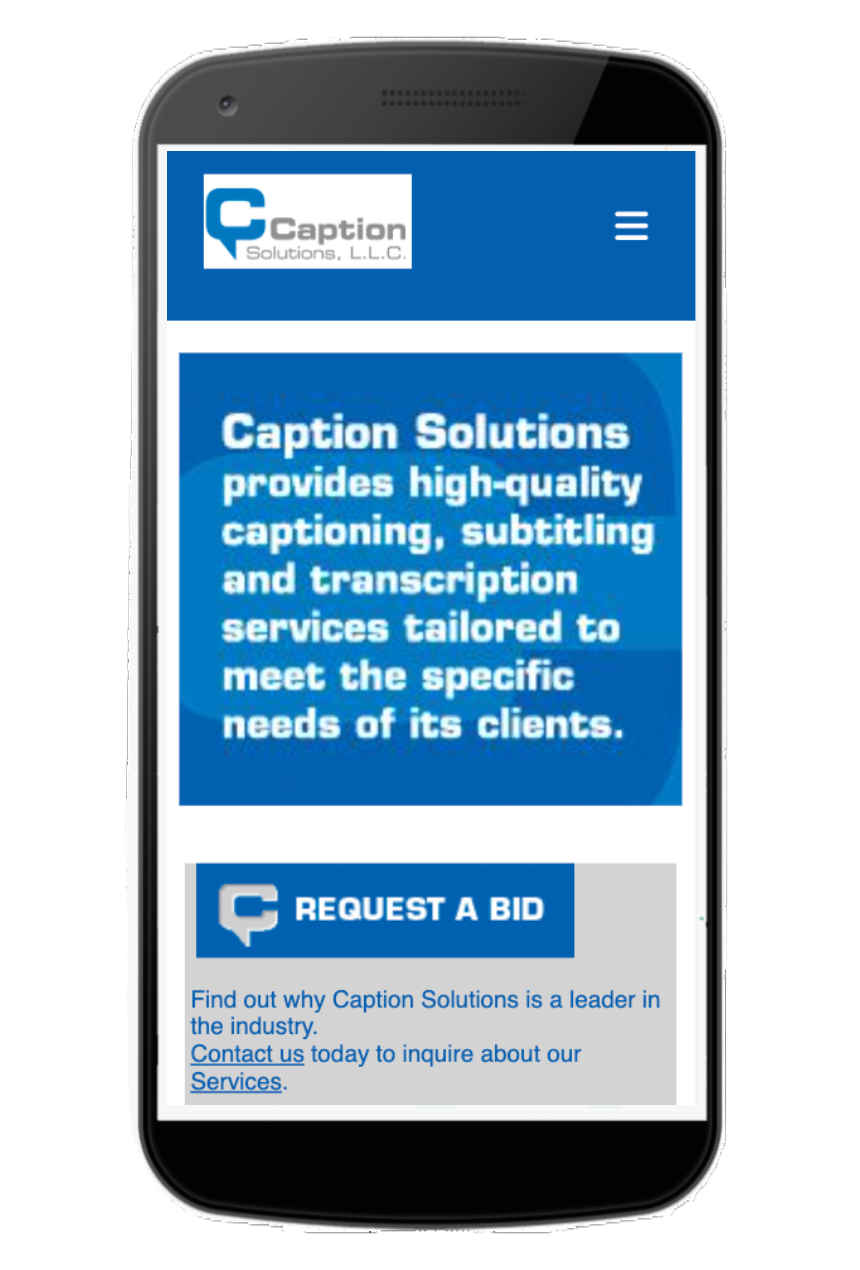 Caption
Solutions, L.L.C.
Caption Solutions
provides high-quality
captioning, subtitling
and transcription
services tailored to
meet the specific
needs of its clients.
REQUEST A BID
Find out why Caption Solutions is a leader in
the industry.
Contact us today to inquire about our
Services.